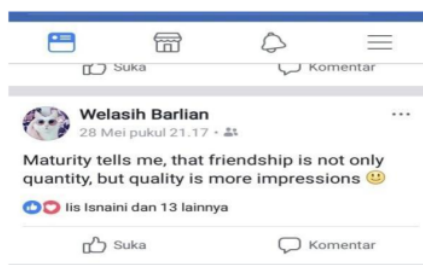 Suka Komentar
Welasih Barlian
28 Mei pukul 21.17 •
Maturity tells me, that friendship is not only
quantity, but quality is more impressions 🙂
Iis Isnaini dan 13 lainnya
Suka Komentar